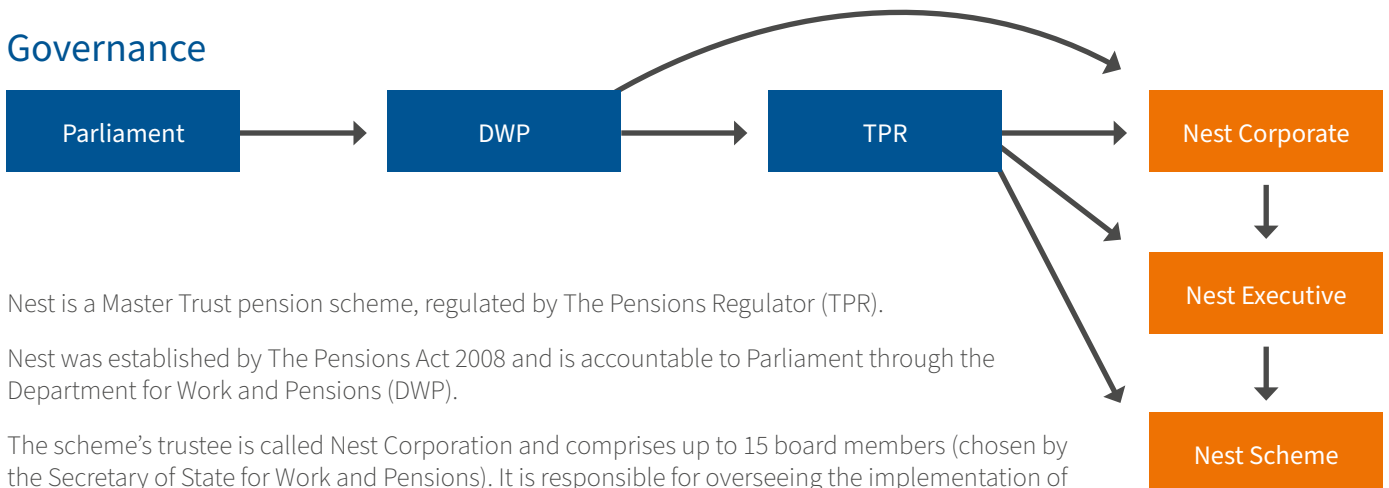 Governance
Parliament
DWP
TPR
Nest Corporate
Nest Executive
Nest Scheme
Nest is a Master Trust pension scheme, regulated by The Pensions Regulator (TPR).
Nest was established by The Pensions Act 2008 and is accountable to Parliament through the
Department for Work and Pensions (DWP).
The scheme’s trustee is called Nest Corporation and comprises up to 15 board members (chosen by
the Secretary of State for Work and Pensions). It is responsible for overseeing the implementation of